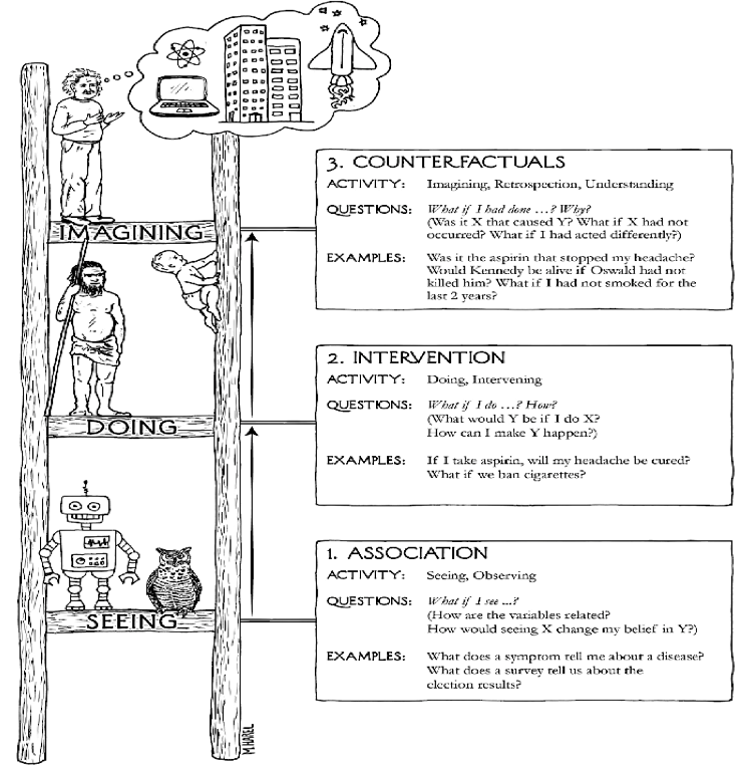 3. COUNTERFACTUALS
ACTIVITY: Imagining, Retrospection, Understanding
QUESTIONS: What if I had done ...? Why?
(Was it X that caused Y? What if X had not
occurred? What if I had acted differently?)
EXAMPLES: Was it the aspirin that stopped my headache?
Would Kennedy be alive if Oswald had not
killed him? What if I had not smoked for the
last 2 years?
IMAGINING
2. INTERVENTION
ACTIVITY: Doing, Intervening
QUESTIONS: What if I do ...? How?
(What would Y be if I do X?
How can I make Y happen?)
EXAMPLES: If I take aspirin, will my headache be cured?
What if we ban cigarettes?
DOING
1. ASSOCIATION
ACTIVITY: Seeing, Observing
QUESTIONS: What if I see ...?
(How are the variables related?
How would seeing X change my belief in Y?)
EXAMPLES: What does a symptom tell me about a disease?
What does a survey tell us about the
election results?
SEEING
M. HAREL